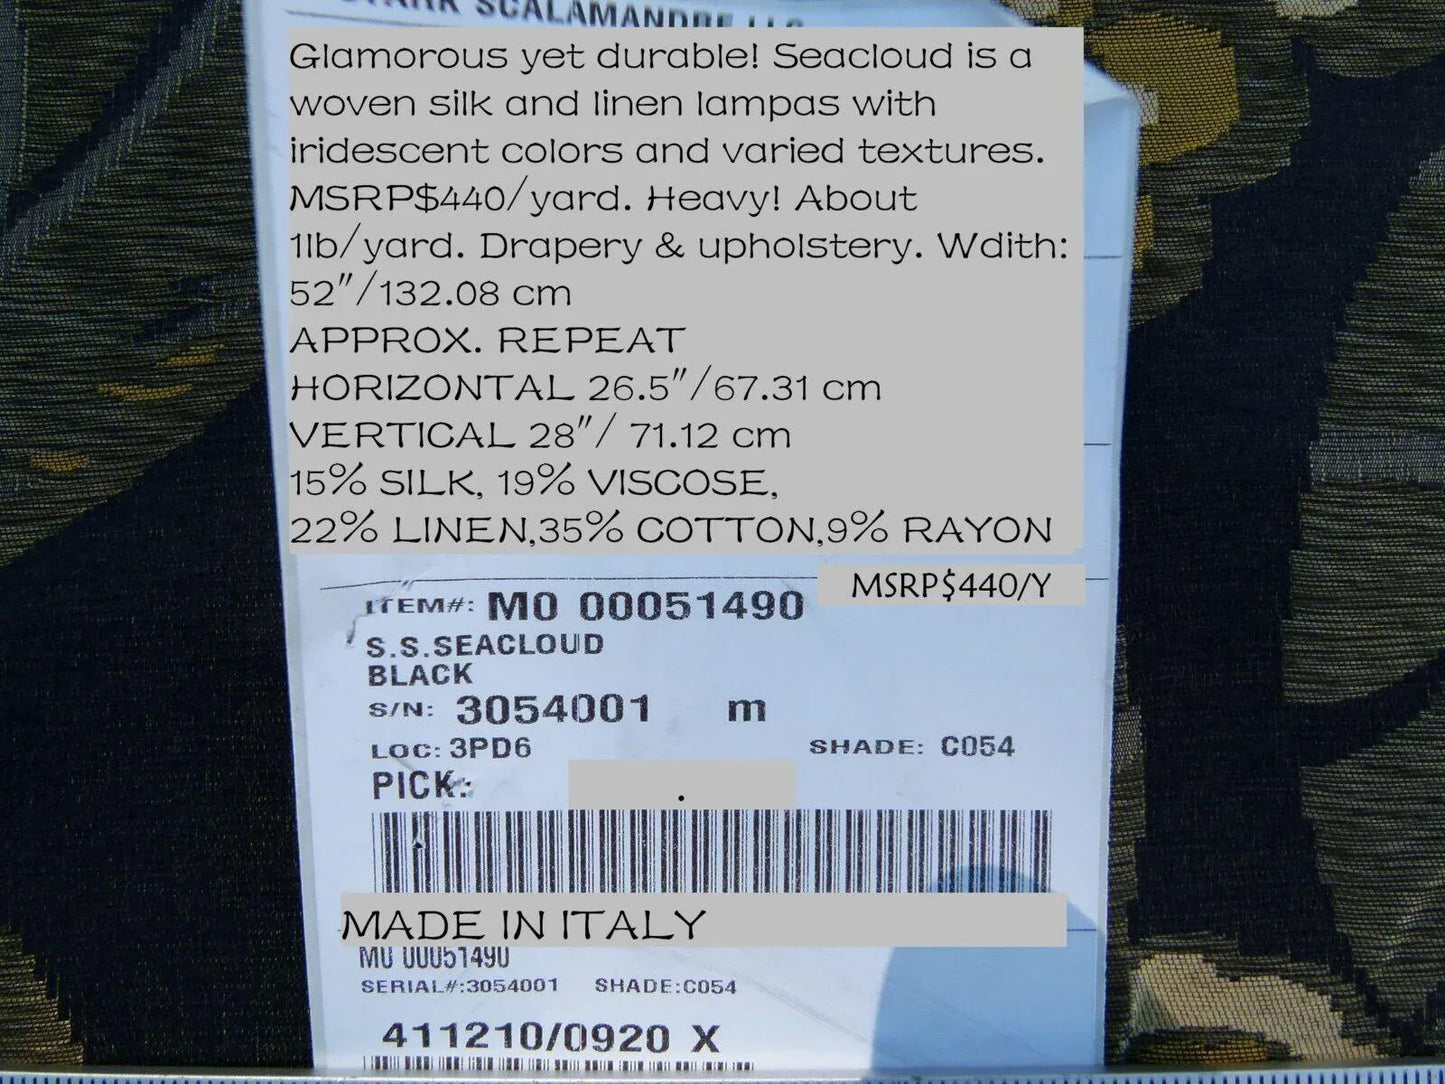 STARK SCALAMANDRE LLC
Glamorous yet durable! Seacloud is a
woven silk and linen lampas with
iridescent colors and varied textures.
MSRP$440/yard. Heavy! About
1lb/yard. Drapery & upholstery. Wdith:
52"/132.08 cm
APPROX. REPEAT
HORIZONTAL 26.5"/67.31 cm
VERTICAL 28"/ 71.12 cm
15% SILK, 19% VISCOSE,
22% LINEN,35% COTTON,9% RAYON
MSRP$440/Y
ITEM#: M0 00051490
S.S.SEACLOUD
BLACK
S/N: 3054001 m
LOC: 3PD6 SHADE: C054
PICK: .
MADE IN ITALY
M0 00051490
SERIAL#:3054001 SHADE:C054
411210/0920 X